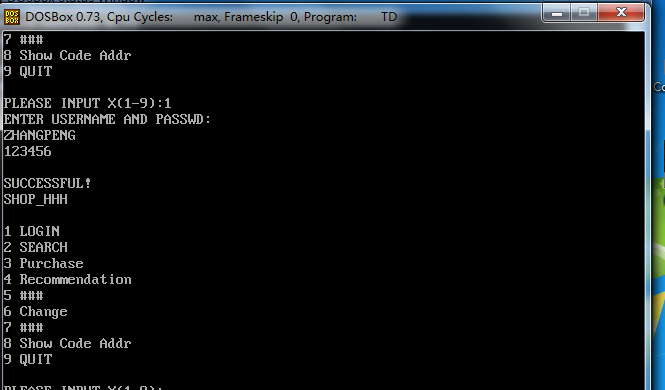 DOSBox 0.73, Cpu Cycles: max, Frameskip 0, Program: TD
7 ###
8 Show Code Addr
9 QUIT
PLEASE INPUT X(1-9):1
ENTER USERNAME AND PASSWD:
ZHANGPENG
123456
SUCCESSFUL!
SHOP_HHH
1 LOGIN
2 SEARCH
3 Purchase
4 Recommendation
5 ###
6 Change
7 ###
8 Show Code Addr
9 QUIT
PLEASE INPUT X(1-9):